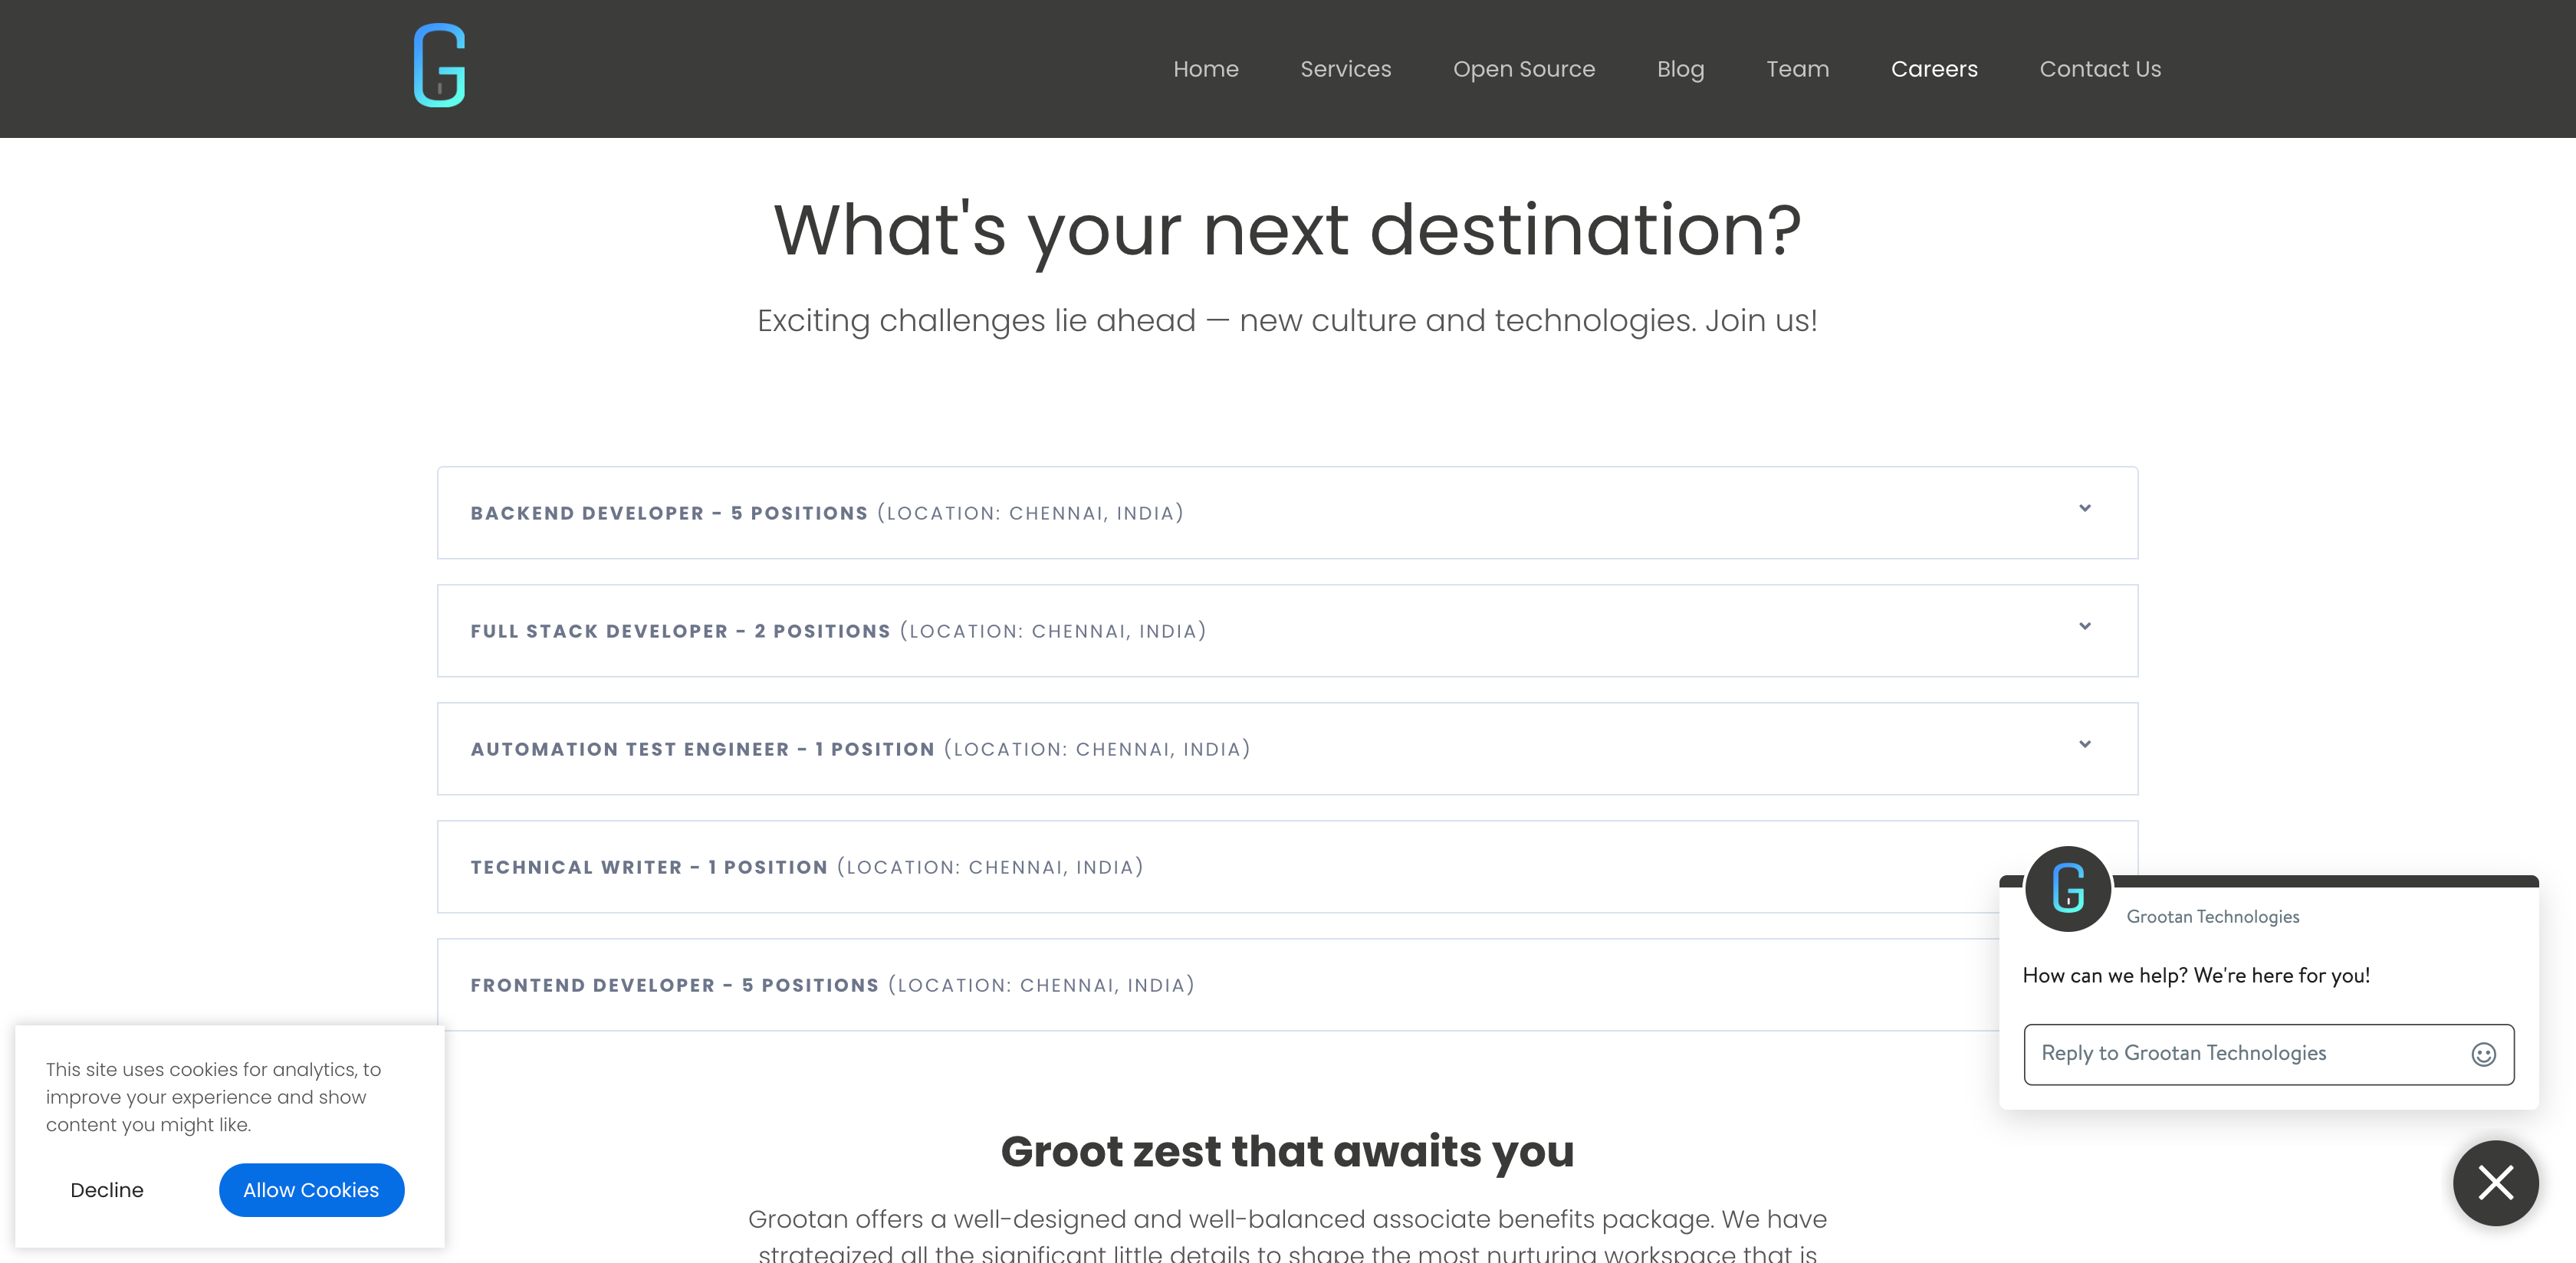 Home Services Open Source Blog Team Careers Contact Us
What's your next destination?
Exciting challenges lie ahead — new culture and technologies. Join us!
BACKEND DEVELOPER - 5 POSITIONS (LOCATION: CHENNAI, INDIA)
FULL STACK DEVELOPER - 2 POSITIONS (LOCATION: CHENNAI, INDIA)
AUTOMATION TEST ENGINEER - 1 POSITION (LOCATION: CHENNAI, INDIA)
TECHNICAL WRITER - 1 POSITION (LOCATION: CHENNAI, INDIA)
FRONTEND DEVELOPER - 5 POSITIONS (LOCATION: CHENNAI, INDIA)
Grootan Technologies
How can we help? We're here for you!
Reply to Grootan Technologies
This site uses cookies for analytics, to
improve your experience and show
content you might like.
Decline Allow Cookies
Groot zest that awaits you
Grootan offers a well-designed and well-balanced associate benefits package. We have
strategized all the significant little details to shape the most nurturing workspace that is